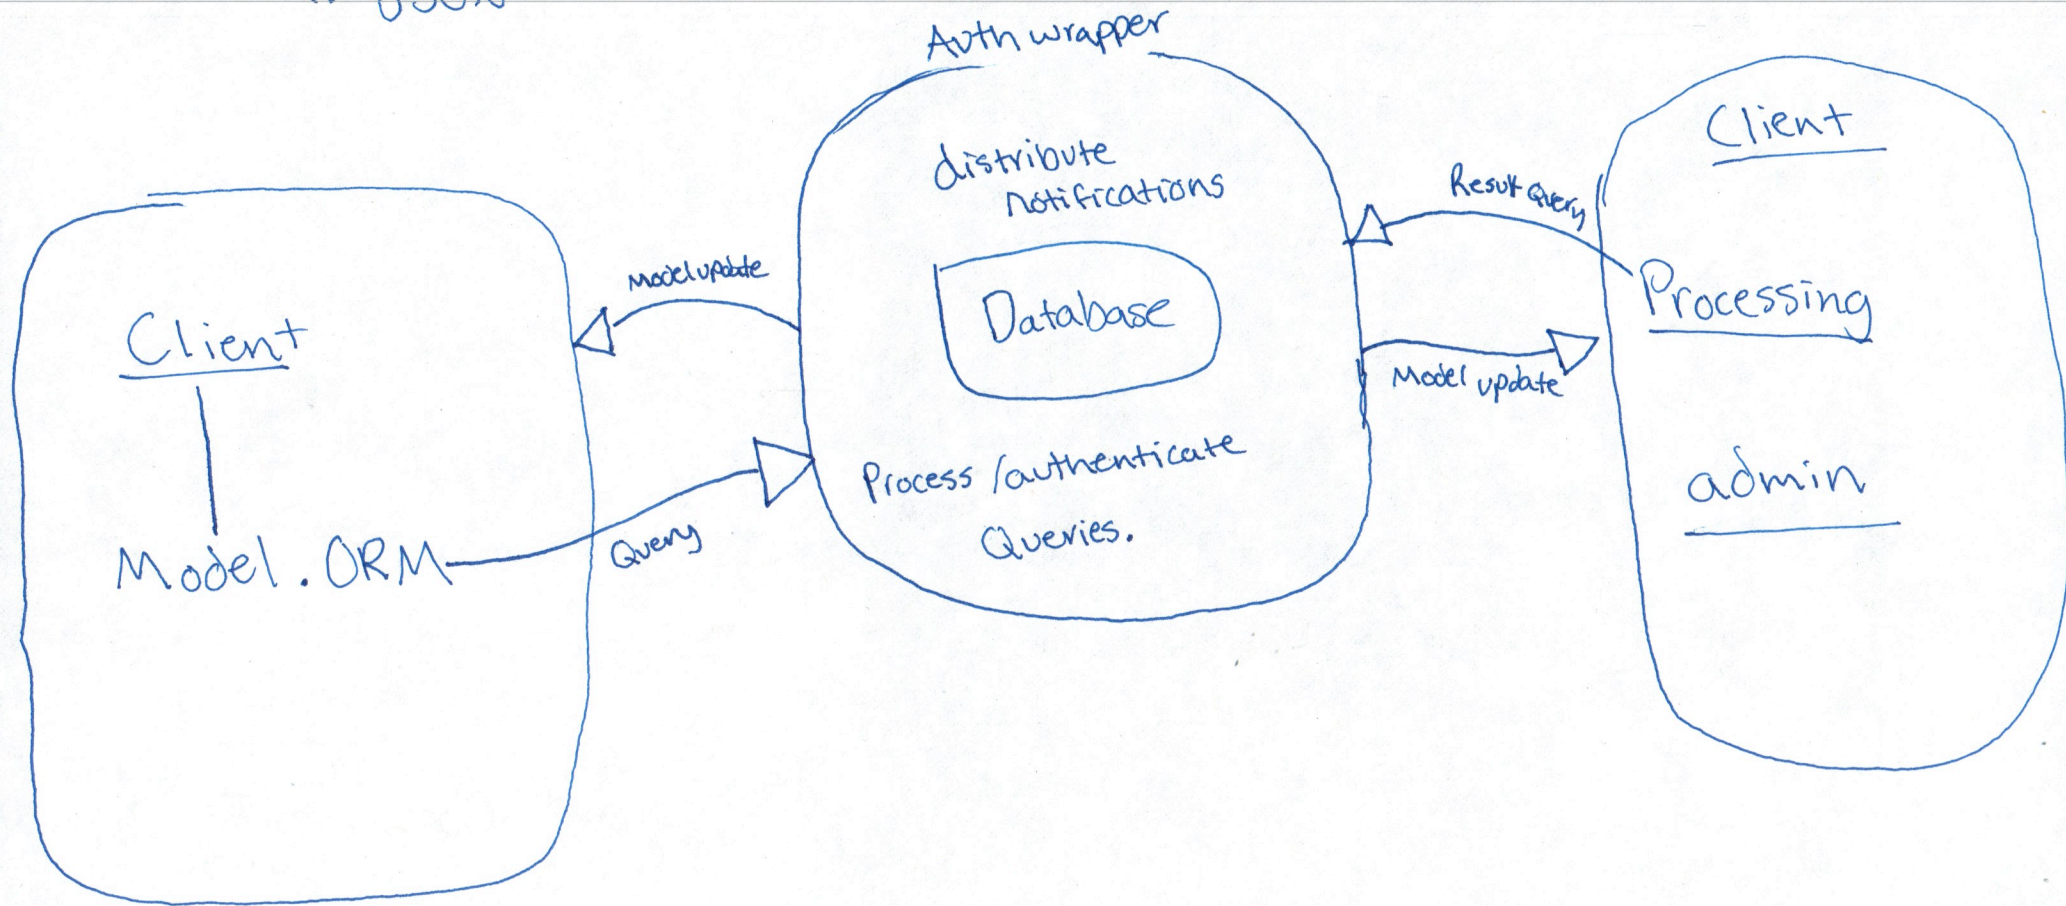 Auth wrapper
distribute
notifications
Database
Process/authenticate
Queries.
Client
Model.ORM
Model update
Query
Result Query
Model update
Client
Processing
admin